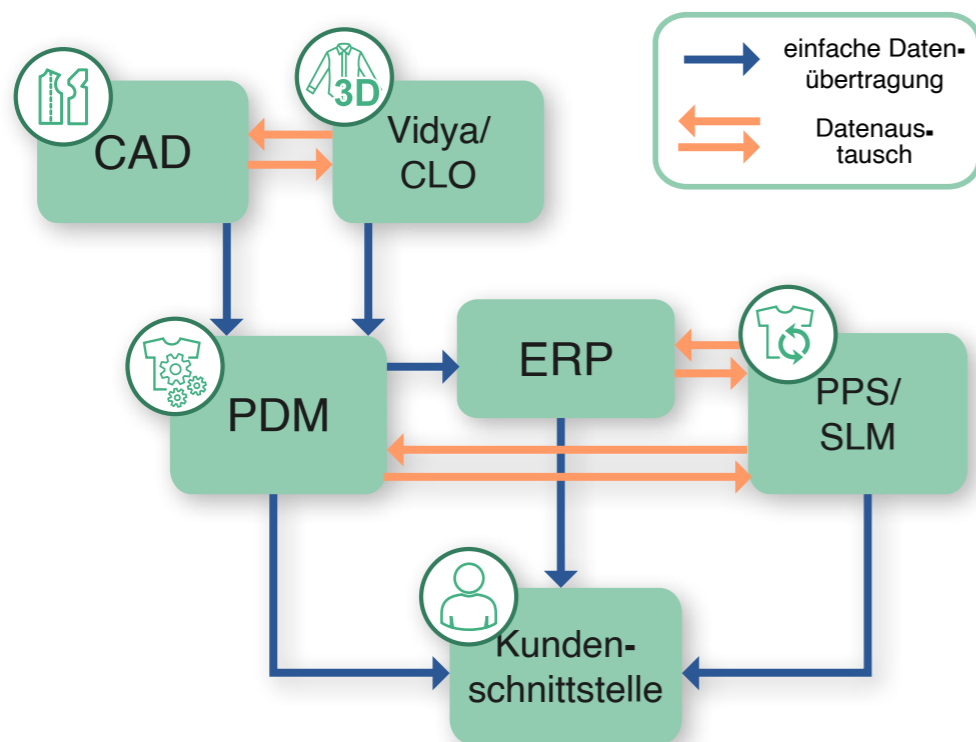 einfache Daten-
übertragung
Datenaus-
tausch
CAD
3D
Vidya/
CLO
ERP
PDM
PPS/
SLM
Kunden-
schnittstelle